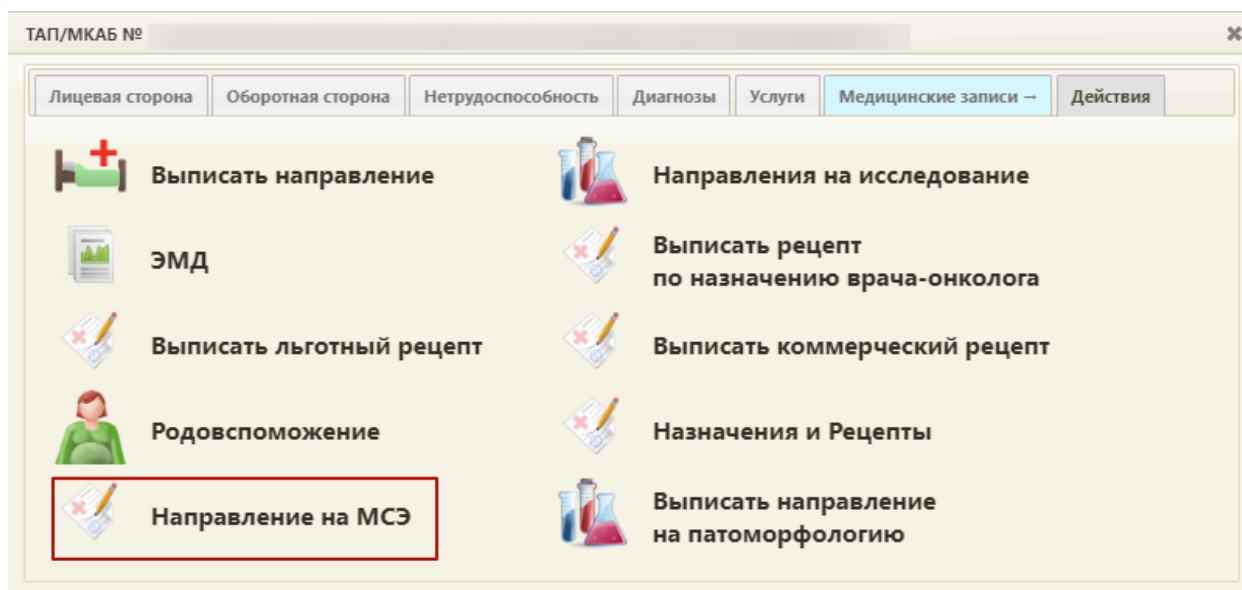 ТАП/МКАБ №
Лицевая сторона Оборотная сторона Нетрудоспособность Диагнозы Услуги Медицинские записи → Действия
Выписать направление
Направления на исследование
ЭМД
Выписать рецепт
по назначению врача-онколога
Выписать льготный рецепт
Выписать коммерческий рецепт
Родовспоможение
Назначения и Рецепты
Направление на МСЭ
Выписать направление
на патоморфологию